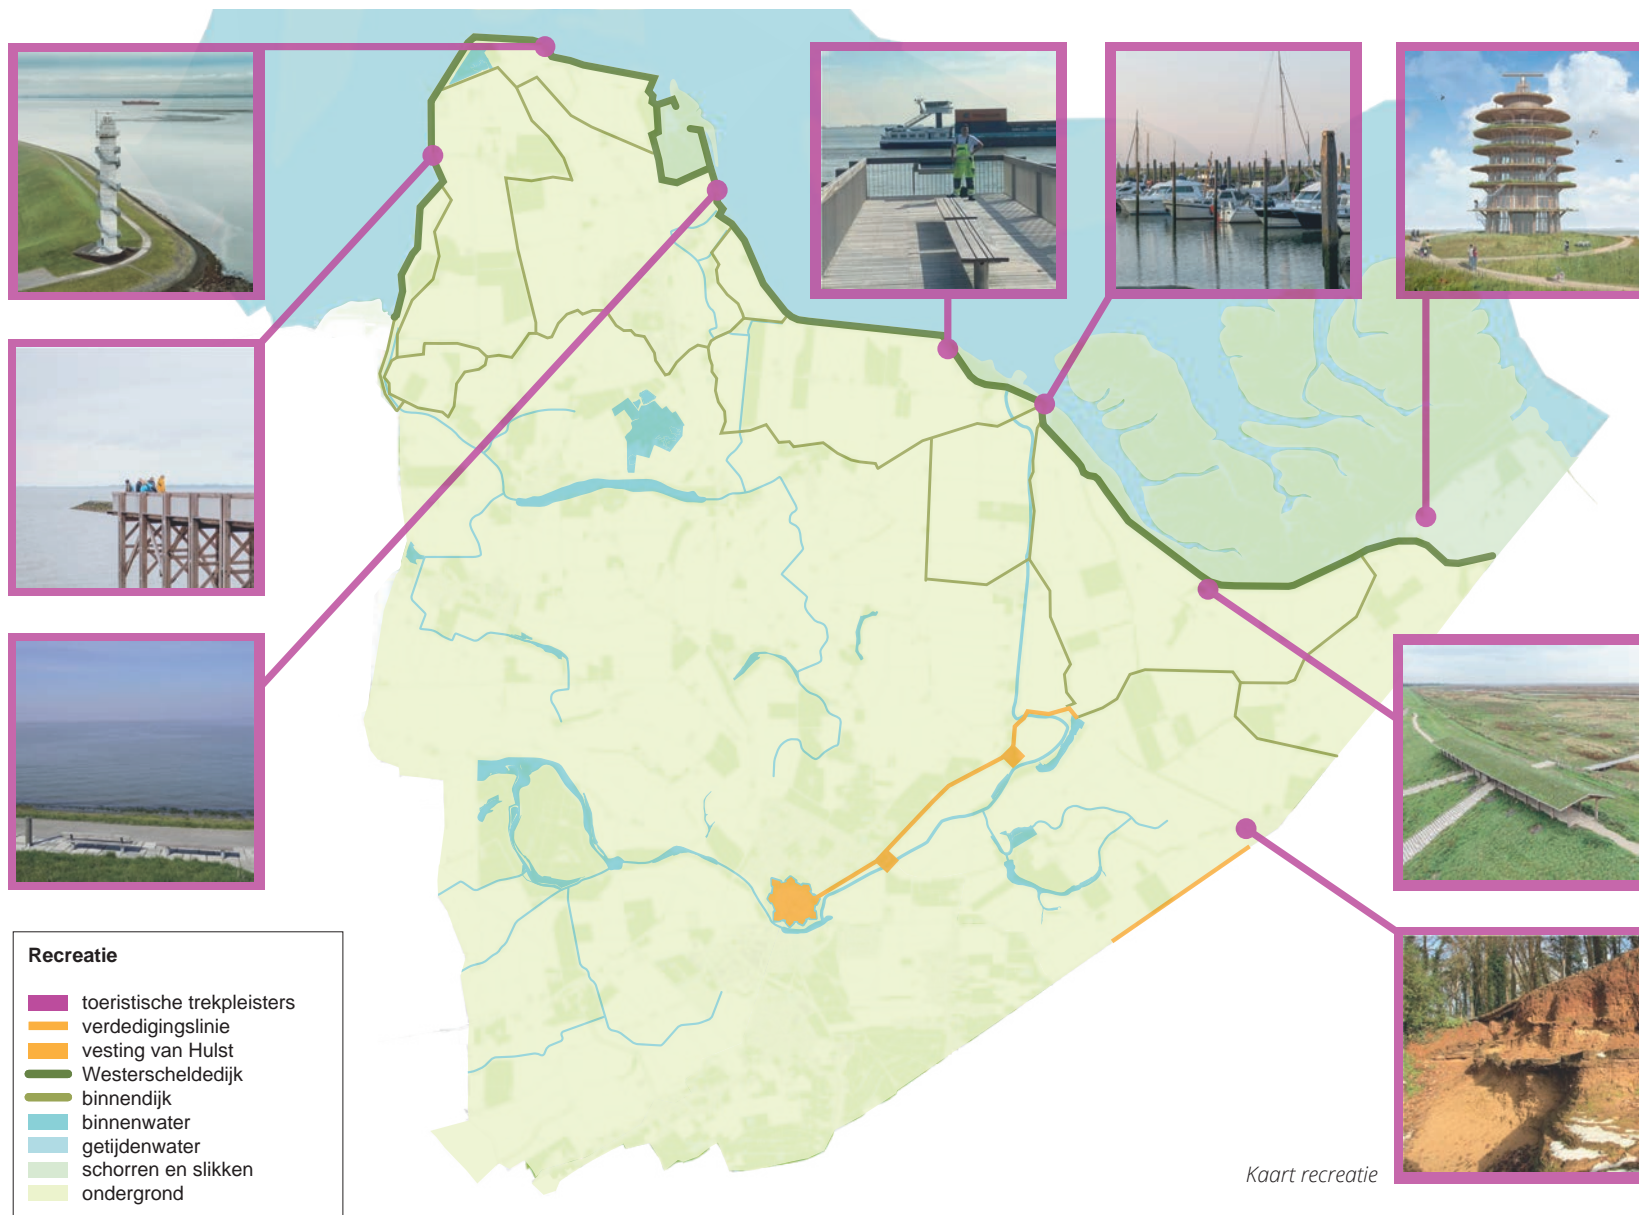 Recreatie
toeristische trekpleisters
verdedigingslinie
vesting van Hulst
Westerscheldedijk
binnendijk
binnenwater
getijdenwater
schorren en slikken
ondergrond
Kaart recreatie